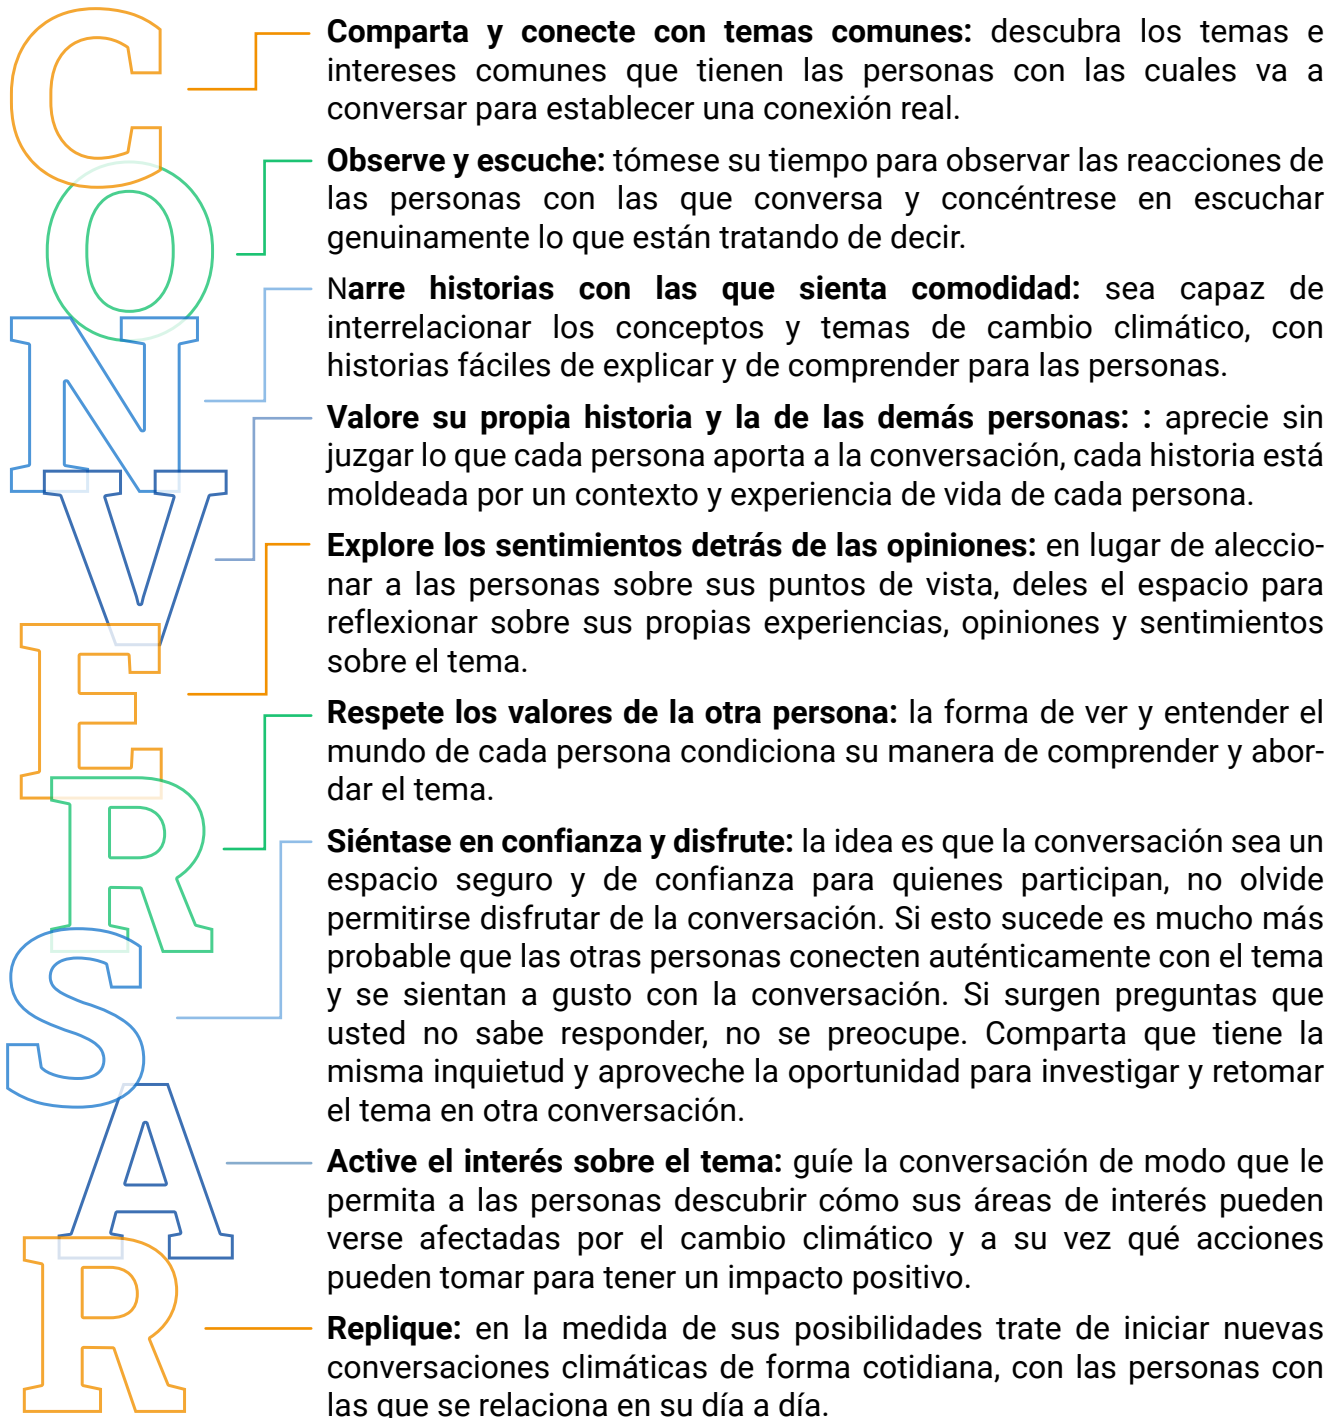 C
O
N
V
E
R
S
A
R
Comparta y conecte con temas comunes: descubra los temas e
intereses comunes que tienen las personas con las cuales va a
conversar para establecer una conexión real.
Observe y escuche: tómese su tiempo para observar las reacciones de
las personas con las que conversa y concéntrese en escuchar
genuinamente lo que están tratando de decir.
Narre historias con las que sienta comodidad: sea capaz de
interrelacionar los conceptos y temas de cambio climático, con
historias fáciles de explicar y de comprender para las personas.
Valore su propia historia y la de las demás personas: : aprecie sin
juzgar lo que cada persona aporta a la conversación, cada historia está
moldeada por un contexto y experiencia de vida de cada persona.
Explore los sentimientos detrás de las opiniones: en lugar de aleccio-
nar a las personas sobre sus puntos de vista, deles el espacio para
reflexionar sobre sus propias experiencias, opiniones y sentimientos
sobre el tema.
Respete los valores de la otra persona: la forma de ver y entender el
mundo de cada persona condiciona su manera de comprender y abor-
dar el tema.
Siéntase en confianza y disfrute: la idea es que la conversación sea un
espacio seguro y de confianza para quienes participan, no olvide
permitirse disfrutar de la conversación. Si esto sucede es mucho más
probable que las otras personas conecten auténticamente con el tema
y se sientan a gusto con la conversación. Si surgen preguntas que
usted no sabe responder, no se preocupe. Comparta que tiene la
misma inquietud y aproveche la oportunidad para investigar y retomar
el tema en otra conversación.
Active el interés sobre el tema: guíe la conversación de modo que le
permita a las personas descubrir cómo sus áreas de interés pueden
verse afectadas por el cambio climático y a su vez qué acciones
pueden tomar para tener un impacto positivo.
Replique: en la medida de sus posibilidades trate de iniciar nuevas
conversaciones climáticas de forma cotidiana, con las personas con
las que se relaciona en su día a día.